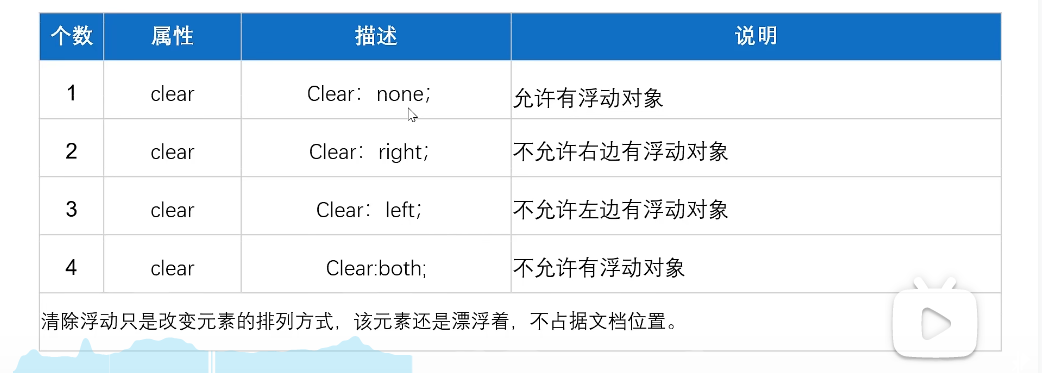 个数 属性 描述 说明
1 clear Clear：none； 允许有浮动对象
2 clear Clear：right； 不允许右边有浮动对象
3 clear Clear：left； 不允许左边有浮动对象
4 clear Clear:both; 不允许有浮动对象
清除浮动只是改变元素的排列方式，该元素还是漂浮着，不占据文档位置。